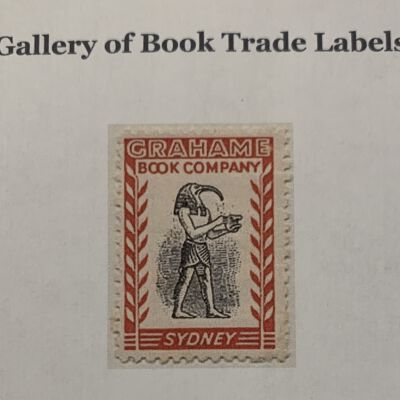 Gallery of Book Trade Labels
GRAHAME
BOOK COMPANY
SYDNEY